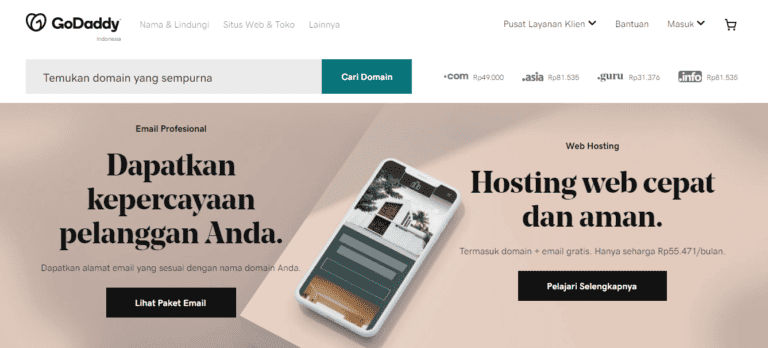 GoDaddy
Indonesia
Nama & Lindungi
Situs Web & Toko
Lainnya
Pusat Layanan Klien
Bantuan
Masuk
Temukan domain yang sempurna
Cari Domain
.com Rp49.000
.asia Rp81.535
.guru Rp31.376
.info Rp81.535
Email Profesional
Dapatkan
kepercayaan
pelanggan Anda.
Dapatkan alamat email yang sesuai dengan nama domain Anda.
Lihat Paket Email
Web Hosting
Hosting web cepat
dan aman.
Termasuk domain + email gratis. Hanya seharga Rp55.471/bulan.
Pelajari Selengkapnya